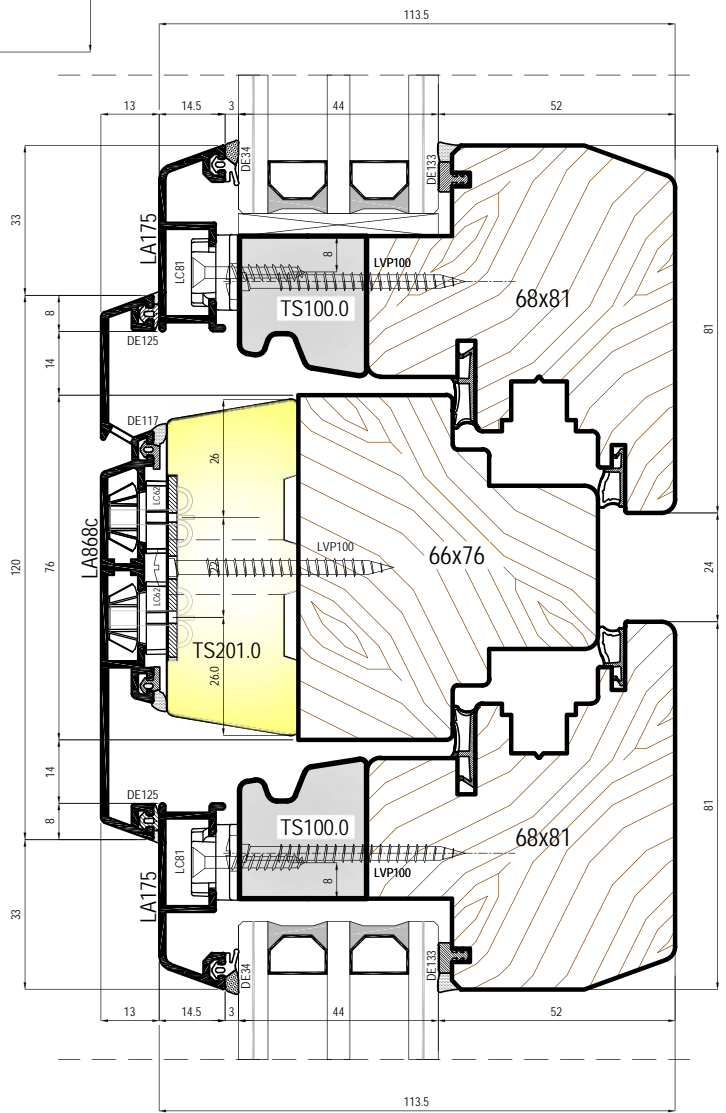 113.5
13
14.5
3
44
52
DE34
DE133
33
LA175
LC81
8
LVP100
TS100.0
68x81
81
8
DE125
14
DE117
26
LC62
LA868c
120
76
22
LVP100
66x76
24
LC62
TS201.0
26.0
14
DE125
8
TS100.0
68x81
81
LA175
LC81
8
LVP100
33
DE34
DE133
13
14.5
3
44
52
113.5